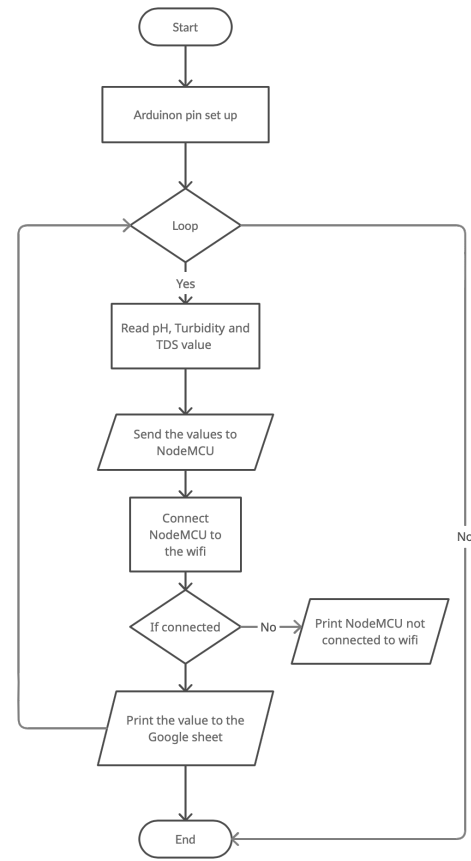 Start
Arduinon pin set up
Loop
Yes
Read pH, Turbidity and
TDS value
Send the values to
NodeMCU
Connect
NodeMCU to
the wifi
No
If connected
No
Print NodeMCU not
connected to wifi
Print the value to the
Google sheet
End